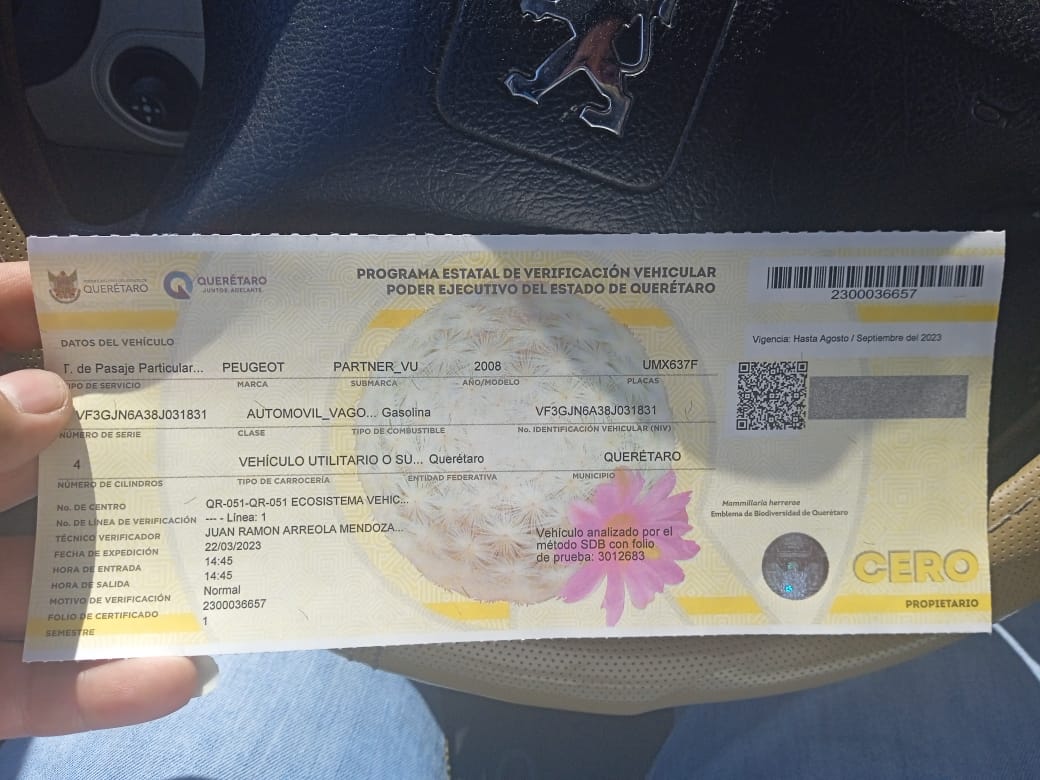 QUERÉTARO
QUERÉTARO
JUNTOS, ADELANTE.
PROGRAMA ESTATAL DE VERIFICACIÓN VEHICULAR
PODER EJECUTIVO DEL ESTADO DE QUERÉTARO
2300036657
Vigencia: Hasta Agosto / Septiembre del 2023
DATOS DEL VEHÍCULO
T. de Pasaje Particular... PEUGEOT PARTNER_VU 2008 UMX637F
TIPO DE SERVICIO MARCA SUBMARCA AÑO/MODELO PLACAS
VF3GJN6A38J031831 AUTOMOVIL_VAGO... Gasolina VF3GJN6A38J031831
NÚMERO DE SERIE CLASE TIPO DE COMBUSTIBLE No. IDENTIFICACIÓN VEHICULAR (NIV)
4 VEHÍCULO UTILITARIO O SU... Querétaro QUERÉTARO
NÚMERO DE CILINDROS TIPO DE CARROCERÍA ENTIDAD FEDERATIVA MUNICIPIO
No. DE CENTRO QR-051-QR-051 ECOSISTEMA VEHIC...
No. DE LÍNEA DE VERIFICACIÓN --- - Línea: 1
TÉCNICO VERIFICADOR JUAN RAMON ARREOLA MENDOZA...
FECHA DE EXPEDICIÓN 22/03/2023
HORA DE ENTRADA 14:45
HORA DE SALIDA 14:45
MOTIVO DE VERIFICACIÓN Normal
FOLIO DE CERTIFICADO 2300036657
SEMESTRE 1
Vehículo analizado por el
método SDB con folio
de prueba: 3012683
Mammillaria herrerae
Emblema de Biodiversidad de Querétaro
CERO
PROPIETARIO